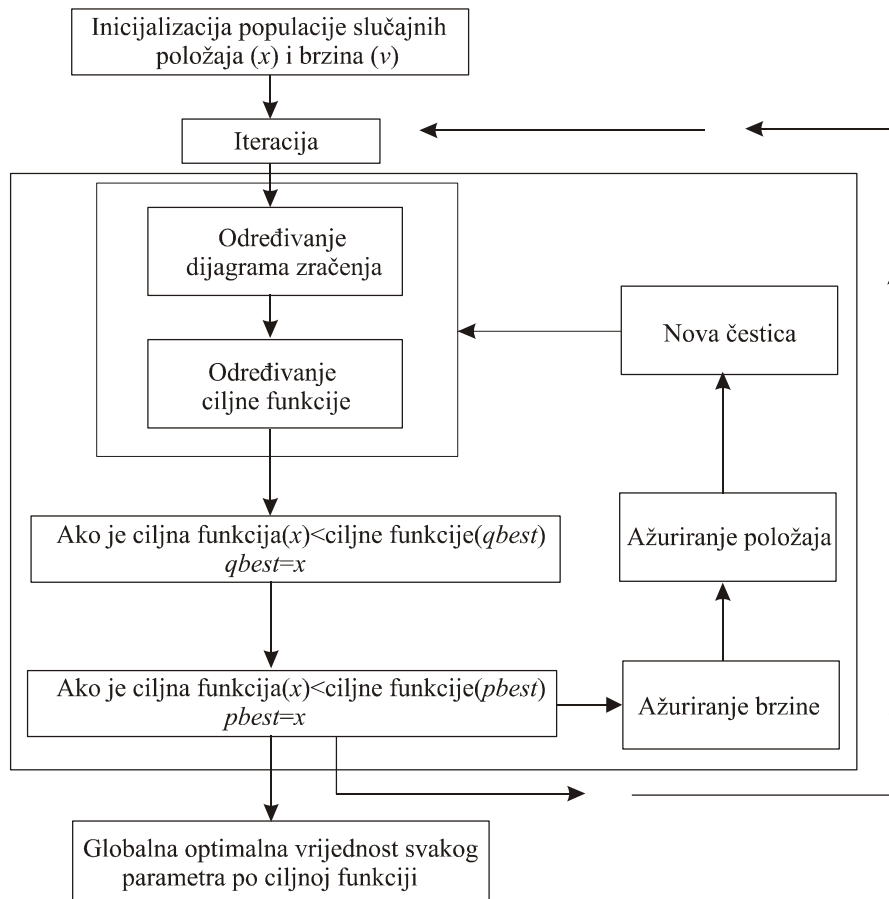 Inicijalizacija populacije slučajnih
položaja (x) i brzina (v)
Iteracija
Određivanje
dijagrama zračenja
Nova čestica
Određivanje
ciljne funkcije
Ako je ciljna funkcija(x)<ciljne funkcije(qbest)
qbest=x
Ažuriranje položaja
Ako je ciljna funkcija(x)<ciljne funkcije(pbest)
pbest=x
Ažuriranje brzine
Globalna optimalna vrijednost svakog
parametra po ciljnoj funkciji